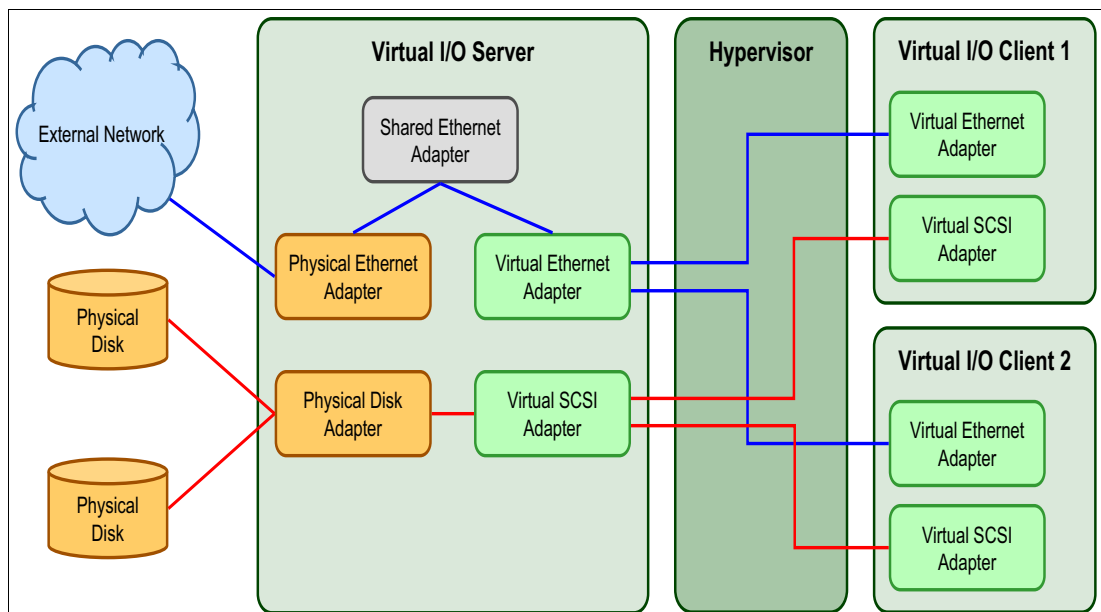 External Network
Physical
Disk
Physical
Disk
Virtual I/O Server
Shared Ethernet
Adapter
Physical Ethernet
Adapter
Virtual Ethernet
Adapter
Physical Disk
Adapter
Virtual SCSI
Adapter
Hypervisor
Virtual I/O Client 1
Virtual Ethernet
Adapter
Virtual SCSI
Adapter
Virtual I/O Client 2
Virtual Ethernet
Adapter
Virtual SCSI
Adapter